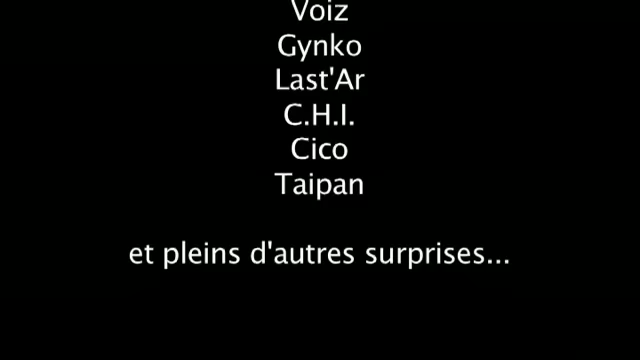 Voiz
Gynko
Last'Ar
C.H.I.
Cico
Taipan
et pleins d'autres surprises...